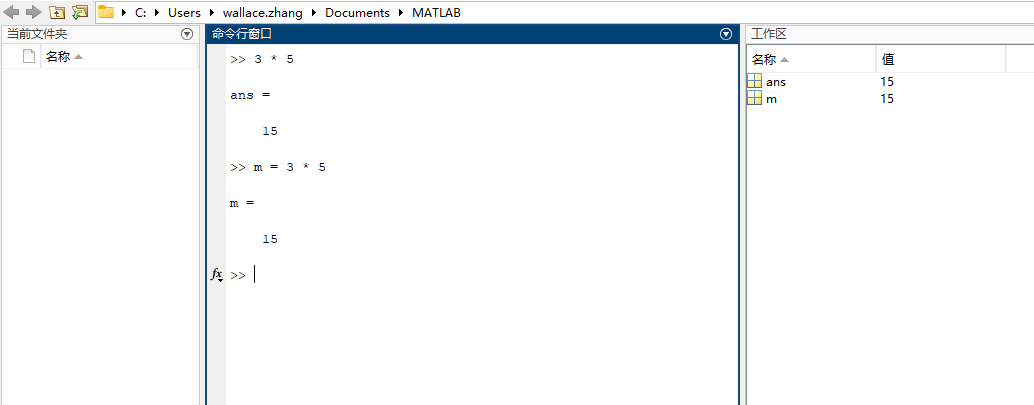 C: Users wallace.zhang Documents MATLAB
当前文件夹
名称
命令行窗口
>> 3 * 5
ans =
15
>> m = 3 * 5
m =
15
fx >>
工作区
名称 值
ans 15
m 15